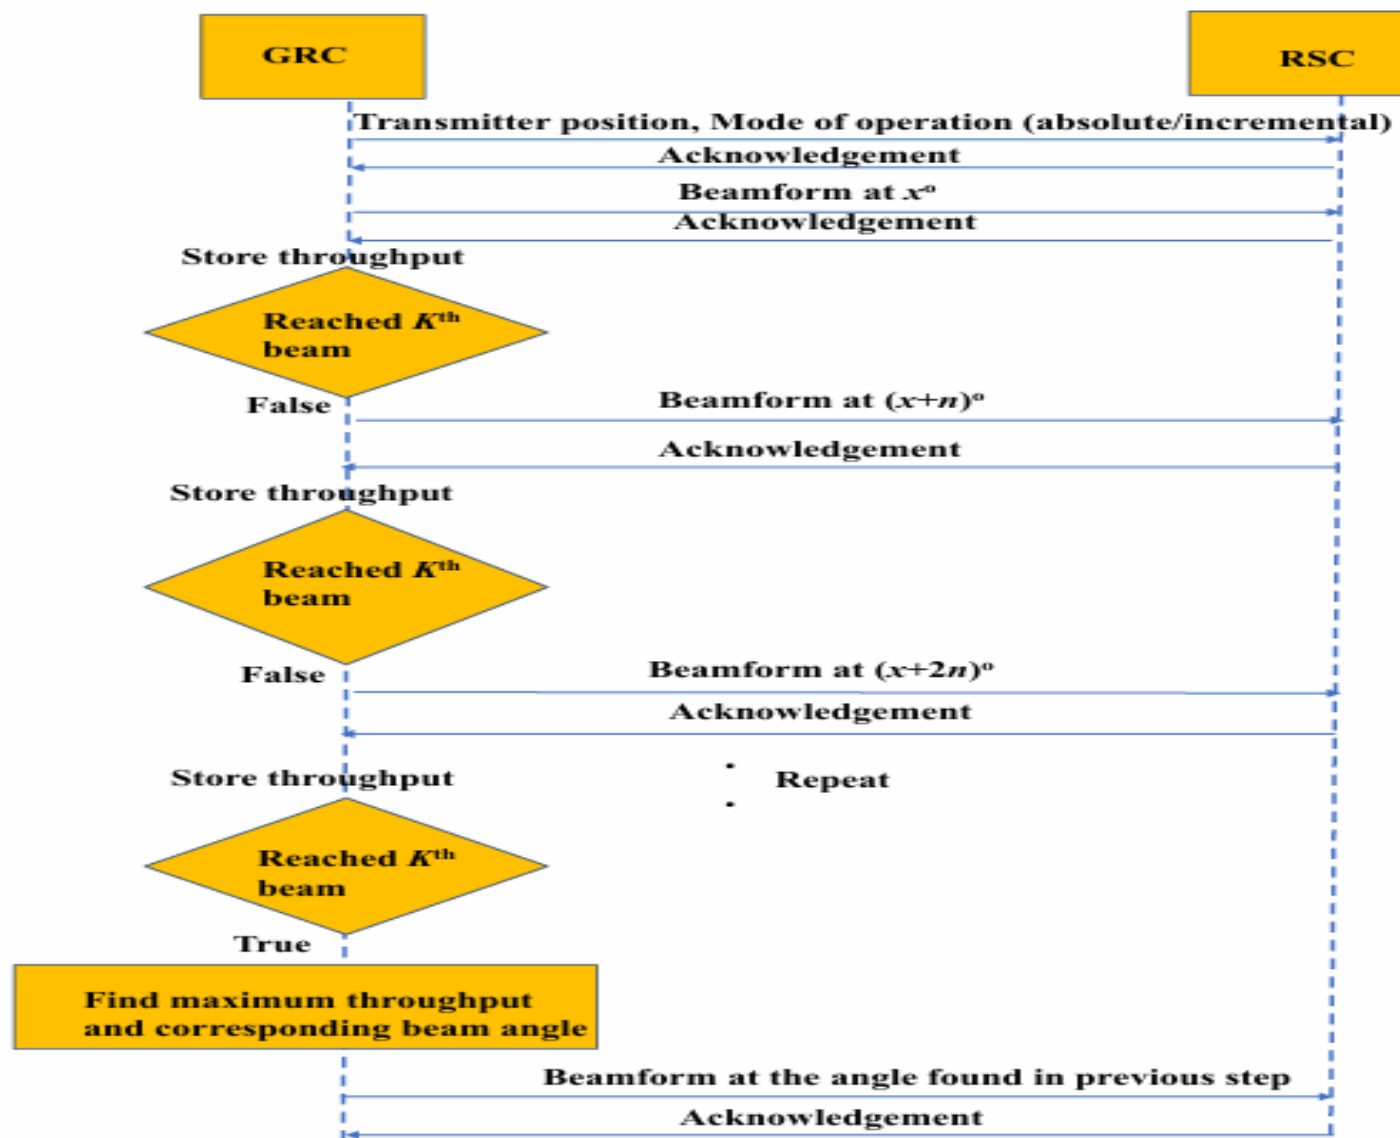 GRC
RSC
Transmitter position, Mode of operation (absolute/incremental)
Acknowledgement
Beamform at xº
Acknowledgement
Store throughput
Reached Kth
beam
False
Beamform at (x+n)º
Acknowledgement
Store throughput
Reached Kth
beam
False
Beamform at (x+2n)º
Acknowledgement
Store throughput
Repeat
Reached Kth
beam
True
Find maximum throughput
and corresponding beam angle
Beamform at the angle found in previous step
Acknowledgement